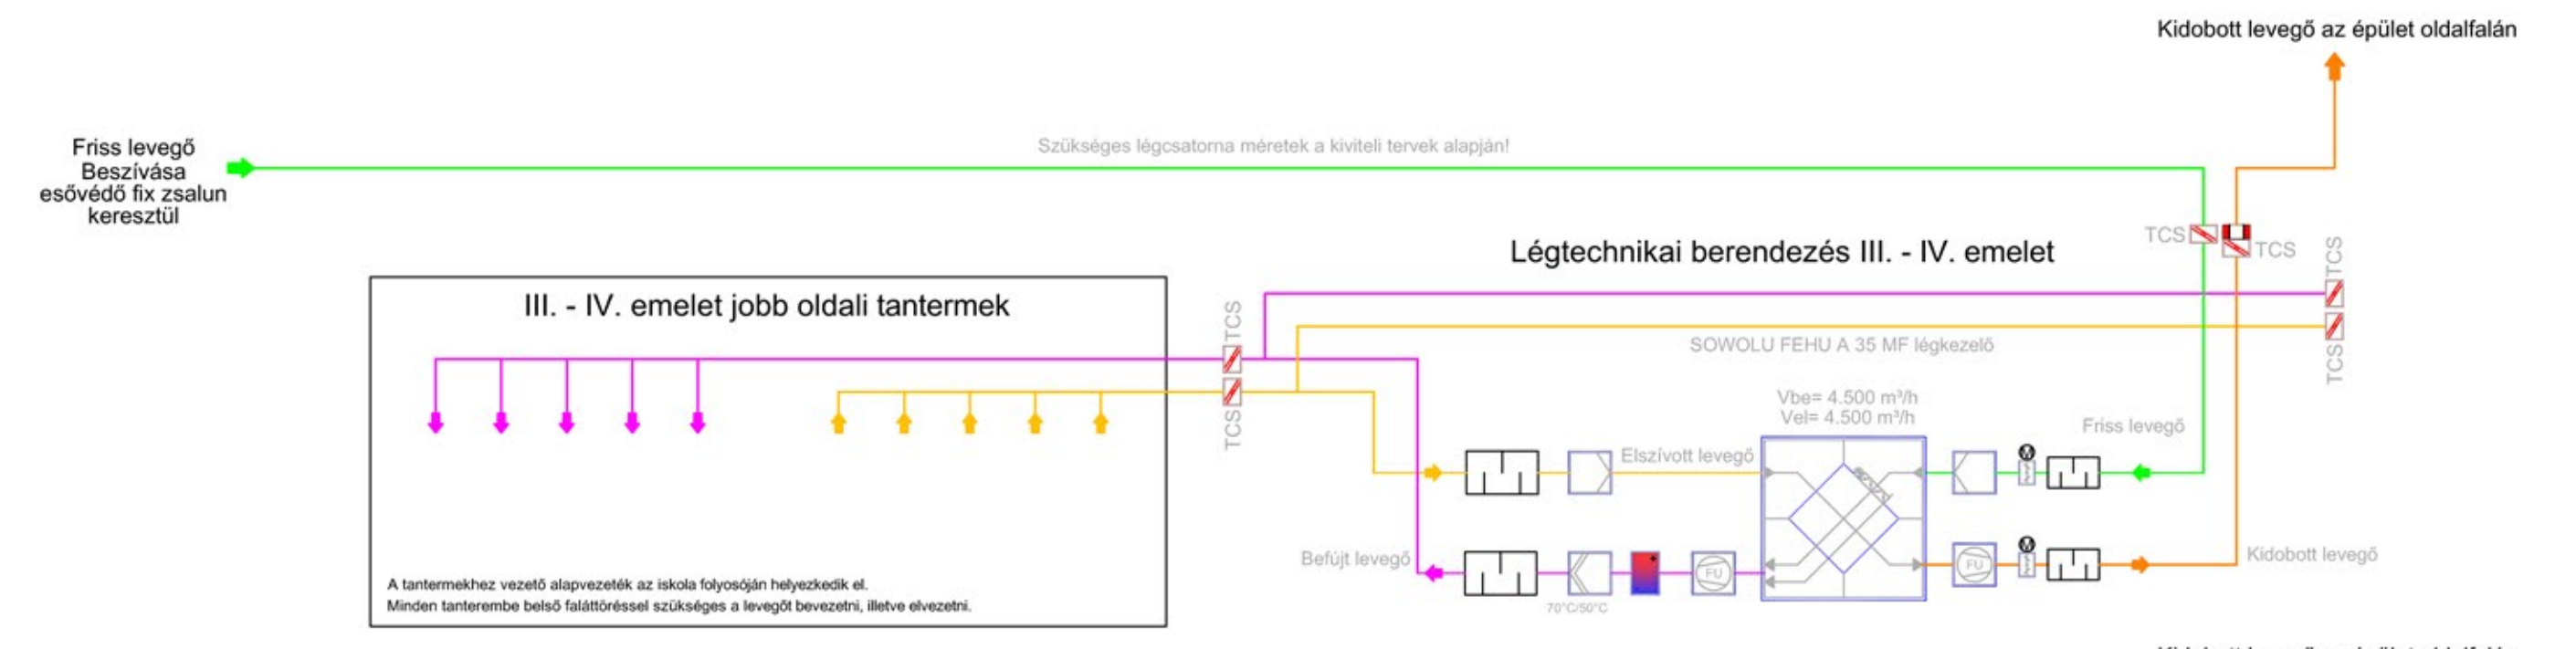 Kidobott levegő az épület oldalfalán
Friss levegő
Beszívása
esővédő fix zsalun
keresztül
Szükséges légcsatorna méretek a kiviteli tervek alapján!
TCS
TCS
TCS
Légtechnikai berendezés III. - IV. emelet
III. - IV. emelet jobb oldali tantermek
TCS
SOWOLU FEHU A 35 MF légkezelő
TCS
TCS
Vbe= 4.500 m³/h
Vel= 4.500 m³/h
Friss levegő
Elszívott levegő
M
M
Befújt levegő
Kidobott levegő
FU
FU
70°C/50°C
A tantermekhez vezető alapvezeték az iskola folyosóján helyezkedik el.
Minden tanterembe belső faláttöréssel szükséges a levegőt bevezetni, illetve elvezetni.